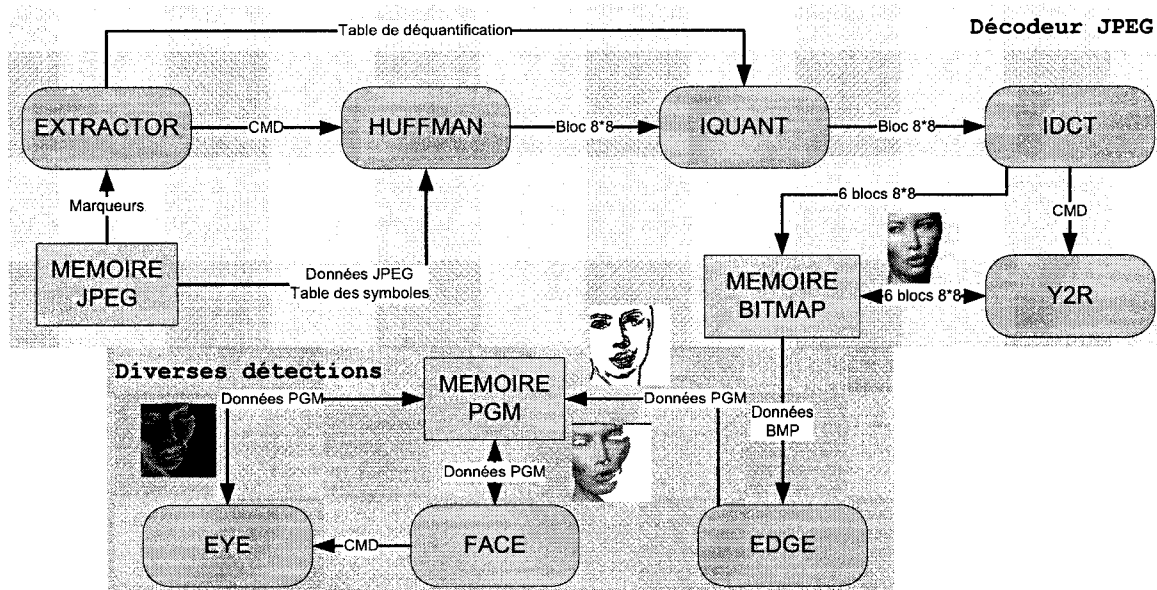 Table de déquantification
Décodeur JPEG
EXTRACTOR
CMD
HUFFMAN
Bloc 8*8
IQUANT
Bloc 8*8
IDCT
Marqueurs
6 blocs 8*8
CMD
MEMOIRE
JPEG
Données JPEG
Table des symboles
MEMOIRE
BITMAP
6 blocs 8*8
Y2R
Diverses détections
Données PGM
MEMOIRE
PGM
Données PGM
Données
BMP
Données PGM
EYE
CMD
FACE
EDGE